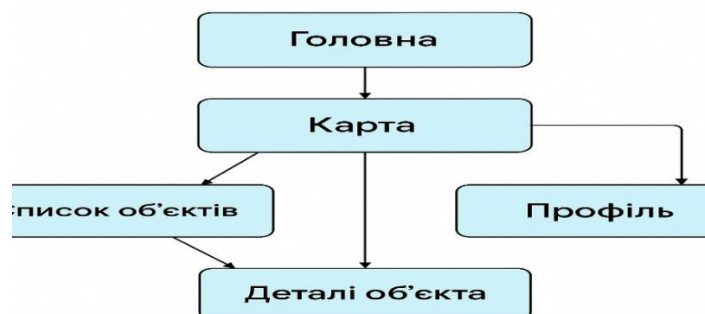 Головна
Карта
Список об'єктів
Профіль
Деталі об'єкта